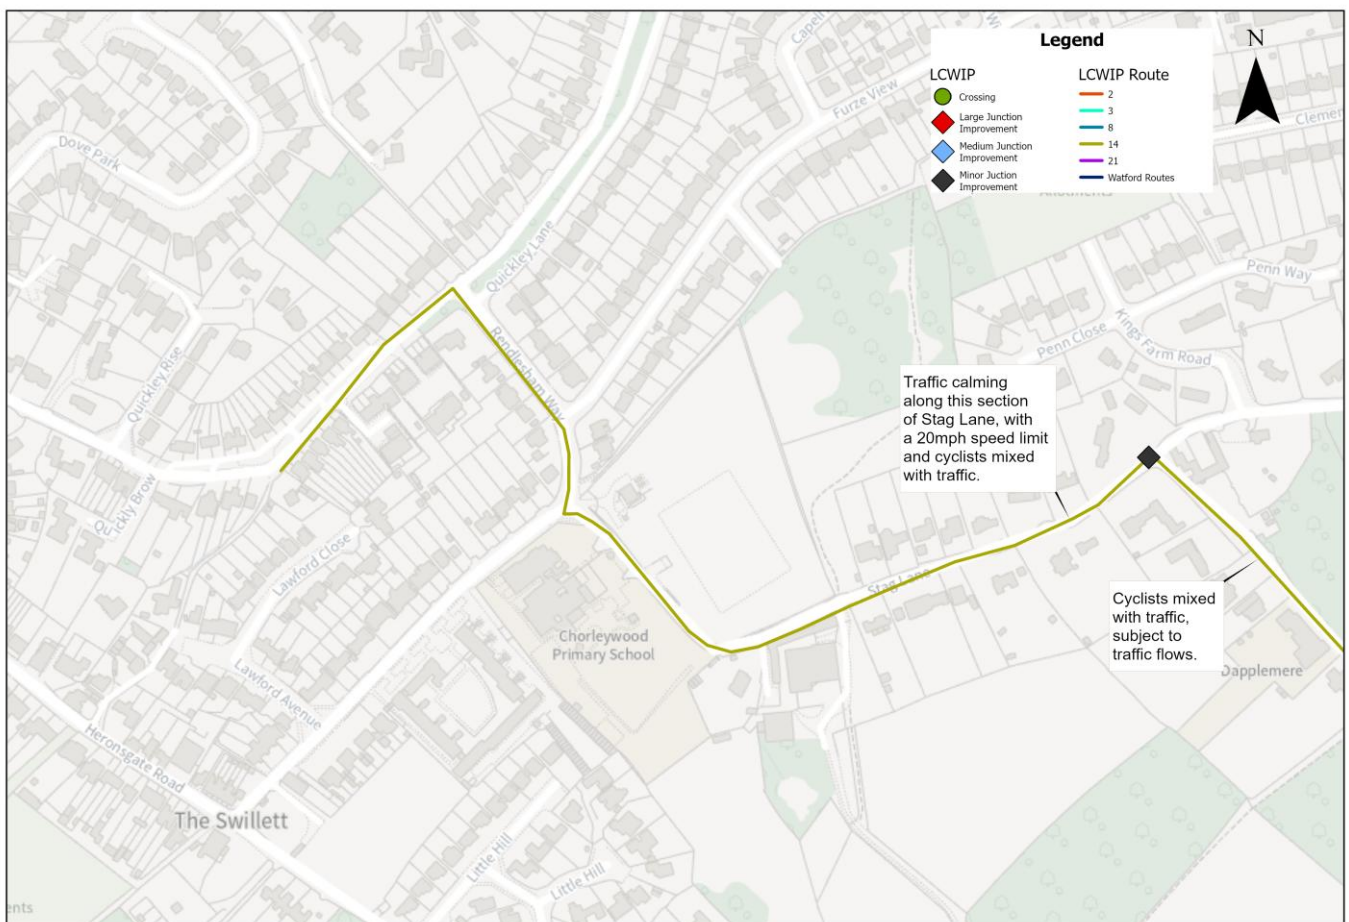 Legend
N
LCWIP
LCWIP Route
Crossing
Large Junction
Improvement
Medium Junction
Improvement
Minor Juction
Improvement
2
3
8
14
21
Watford Routes
Capell
Furze View
Dove Park
Quickley Lane
Penn Way
Kings Farm Road
Penn Close
Rendlesham Way
Quickley Rise
Traffic calming
along this section
of Stag Lane, with
a 20mph speed limit
and cyclists mixed
with traffic.
Quickly Brow
Lawford Close
Stag Lane
Cyclists mixed
with traffic,
subject to
traffic flows.
Chorleywood
Primary School
Dapplemere
Lawford Avenue
Heronsgate Road
The Swillett
Little Hill
Little Hill